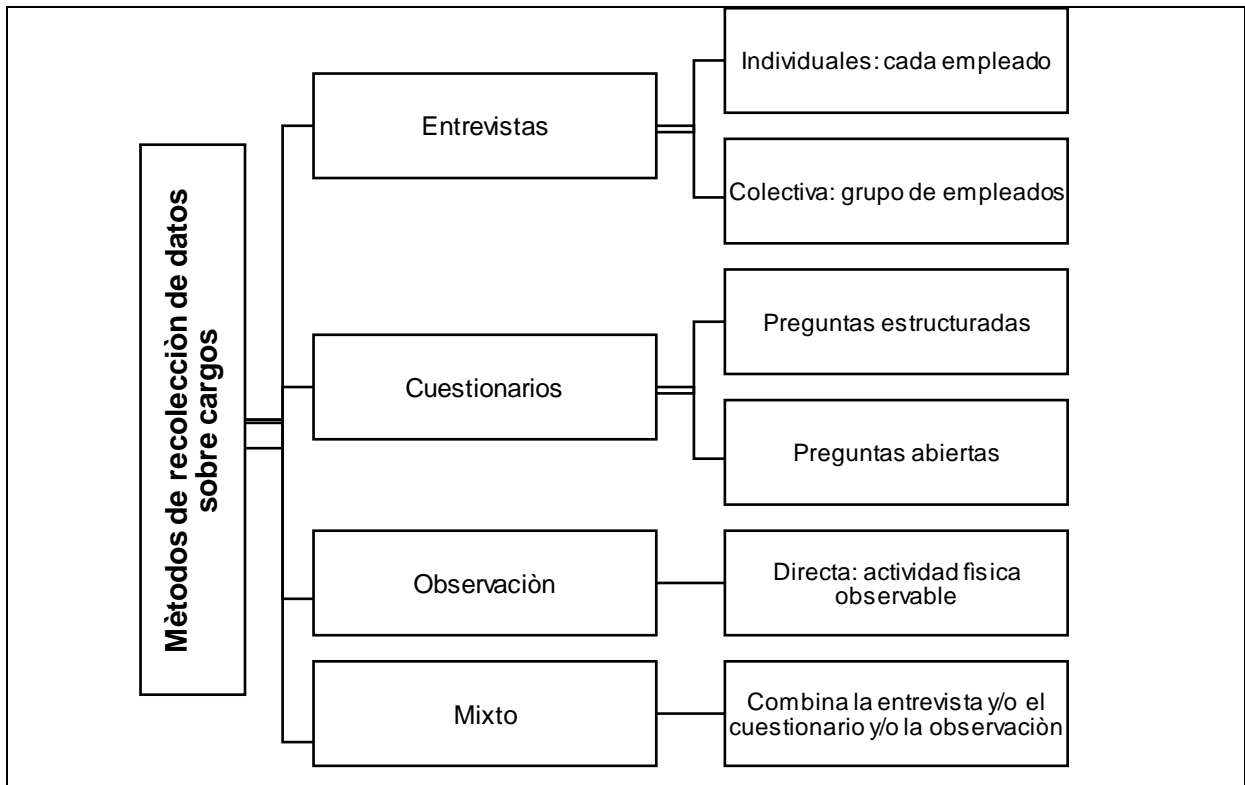 Mètodos de recolecciòn de datos
sobre cargos
Entrevistas
Individuales: cada empleado
Colectiva: grupo de empleados
Cuestionarios
Preguntas estructuradas
Preguntas abiertas
Observaciòn
Directa: actividad fìsica
observable
Mixto
Combina la entrevista y/o el
cuestionario y/o la observaciòn